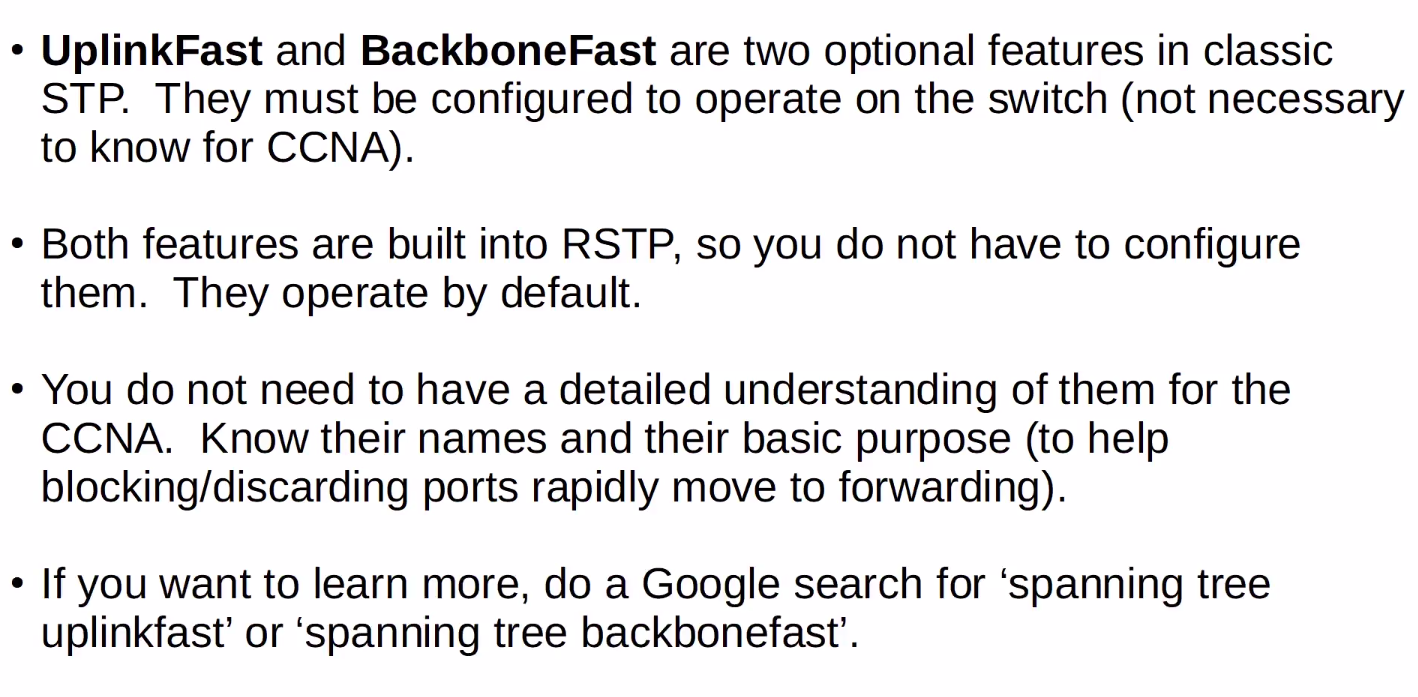 • UplinkFast and BackboneFast are two optional features in classic
STP.  They must be configured to operate on the switch (not necessary
to know for CCNA).
• Both features are built into RSTP, so you do not have to configure
them.  They operate by default.
• You do not need to have a detailed understanding of them for the
CCNA.  Know their names and their basic purpose (to help
blocking/discarding ports rapidly move to forwarding).
• If you want to learn more, do a Google search for ‘spanning tree
uplinkfast’ or ‘spanning tree backbonefast’.